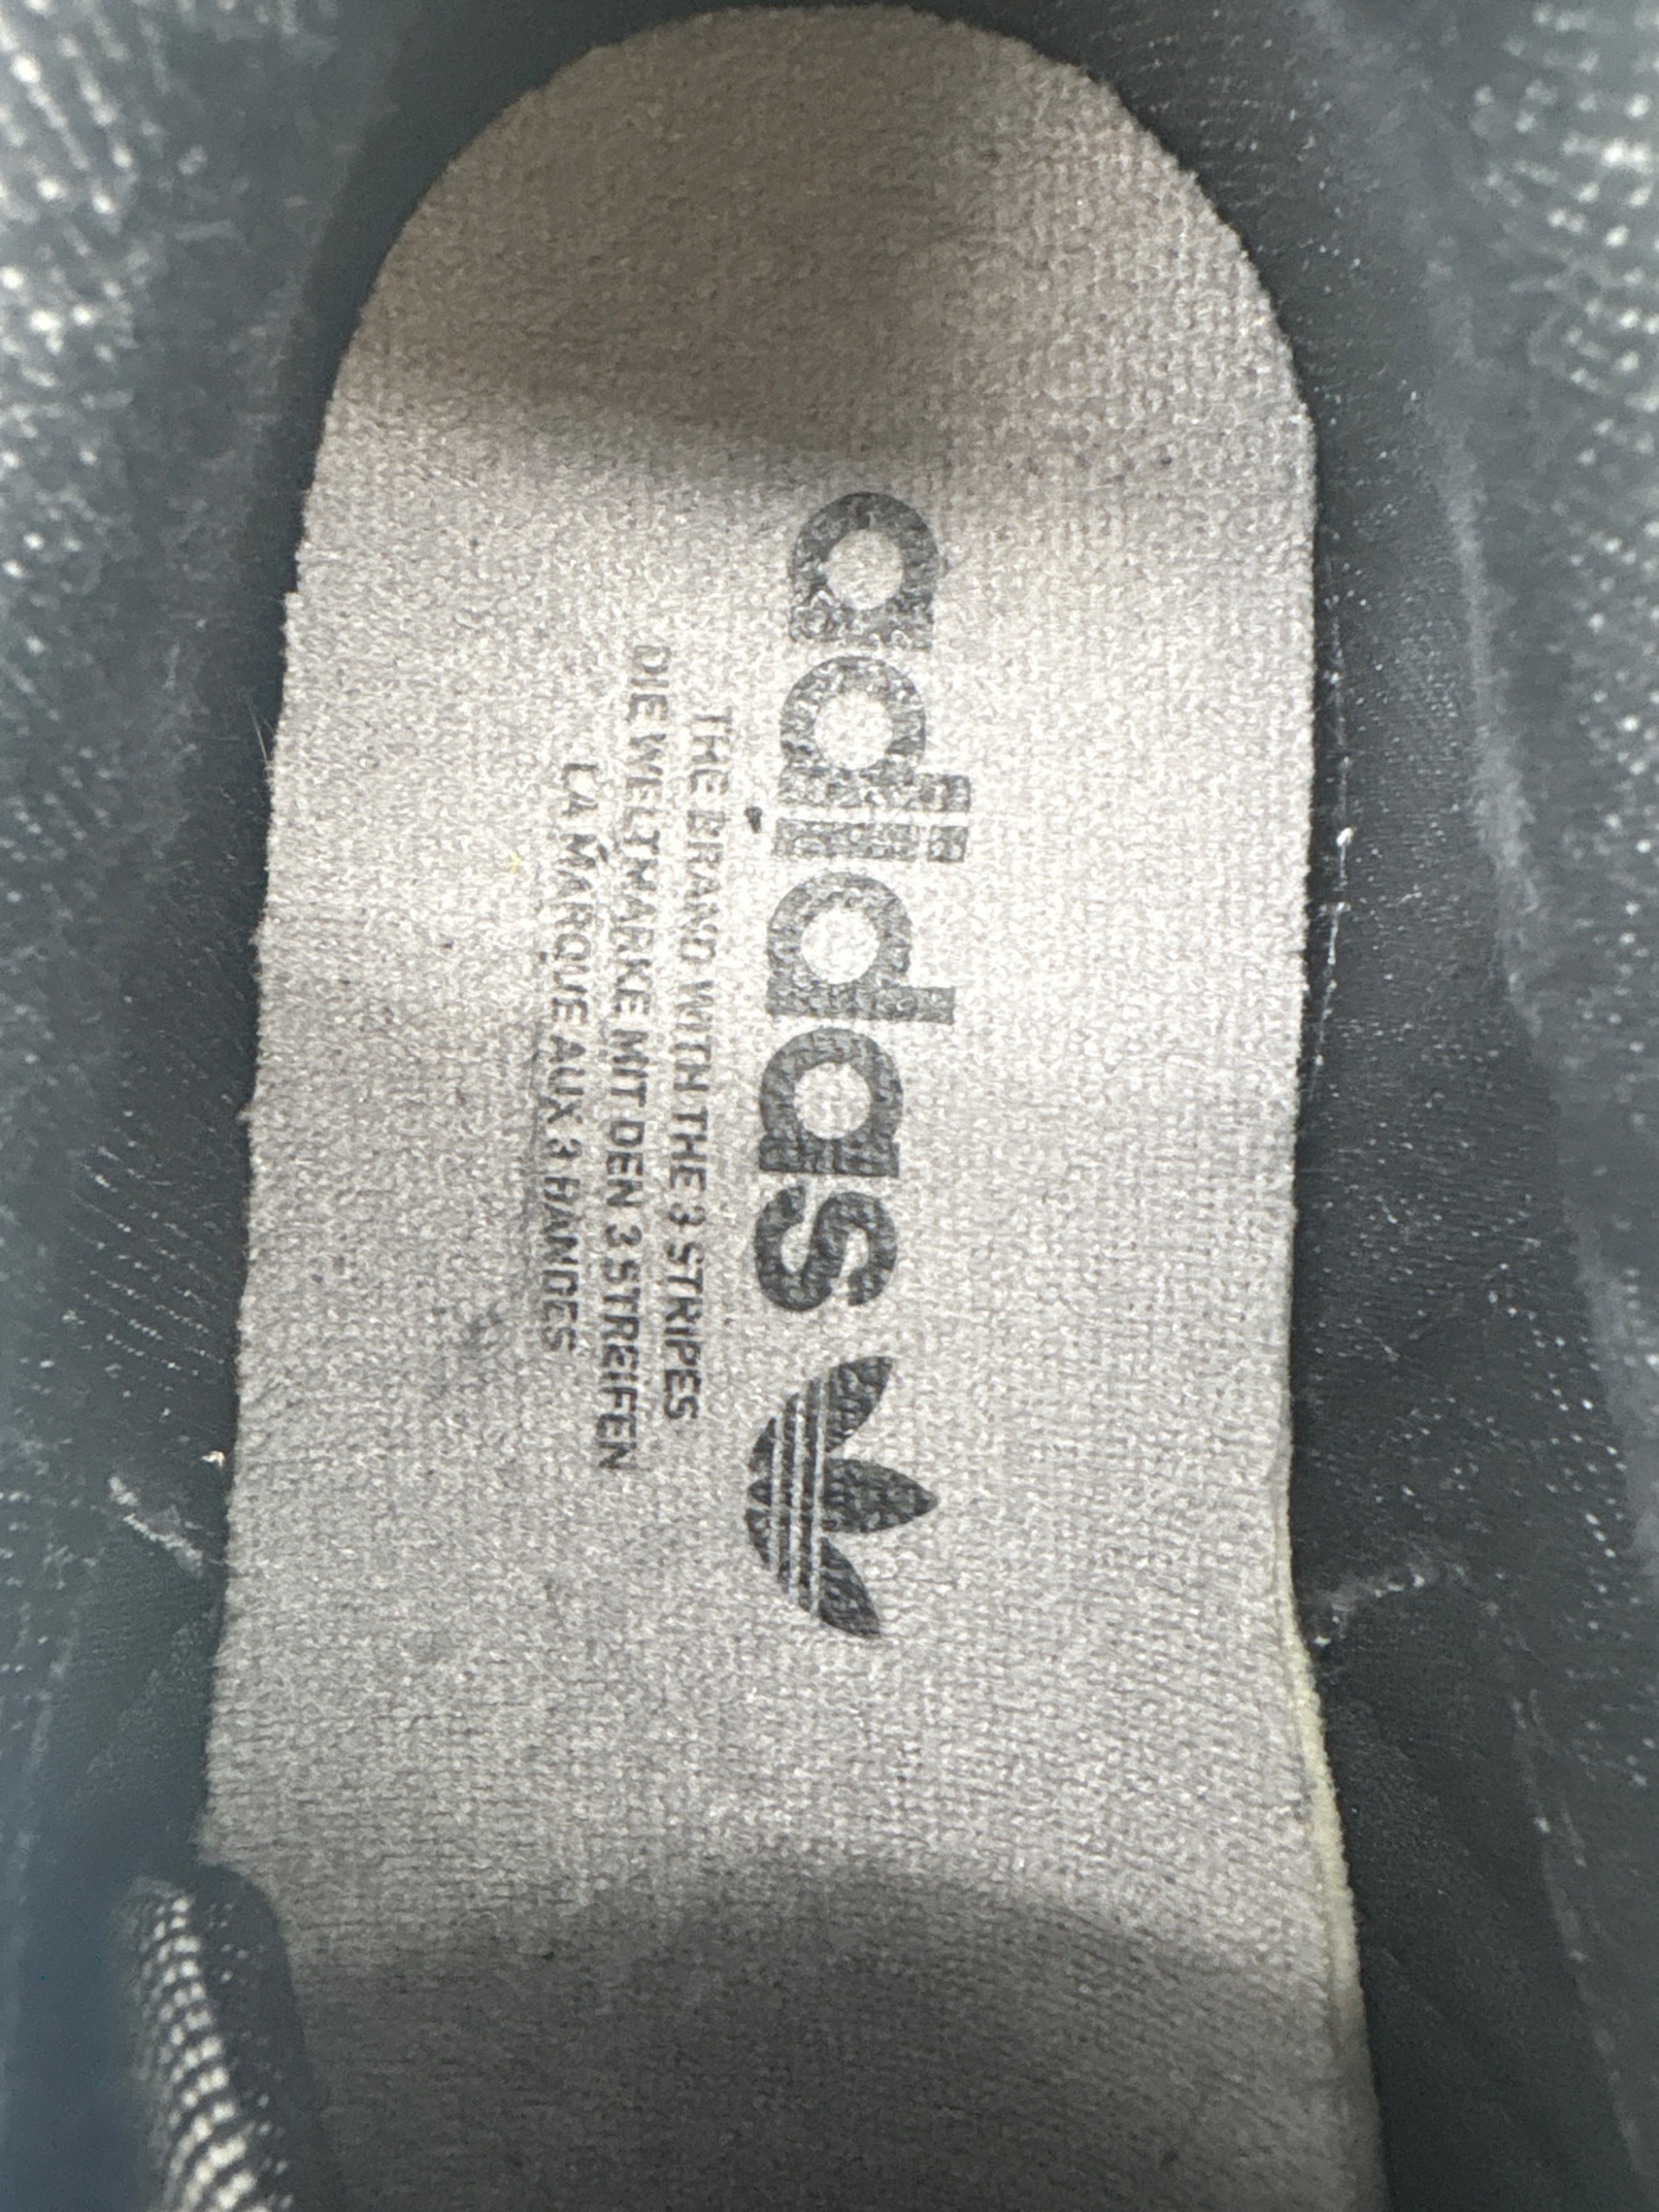 adidas
THE BRAND WITH THE 3 STRIPES
DIE WELTMARKE MIT DEN 3 STREIFEN
LA MARQUE AUX 3 BANDES